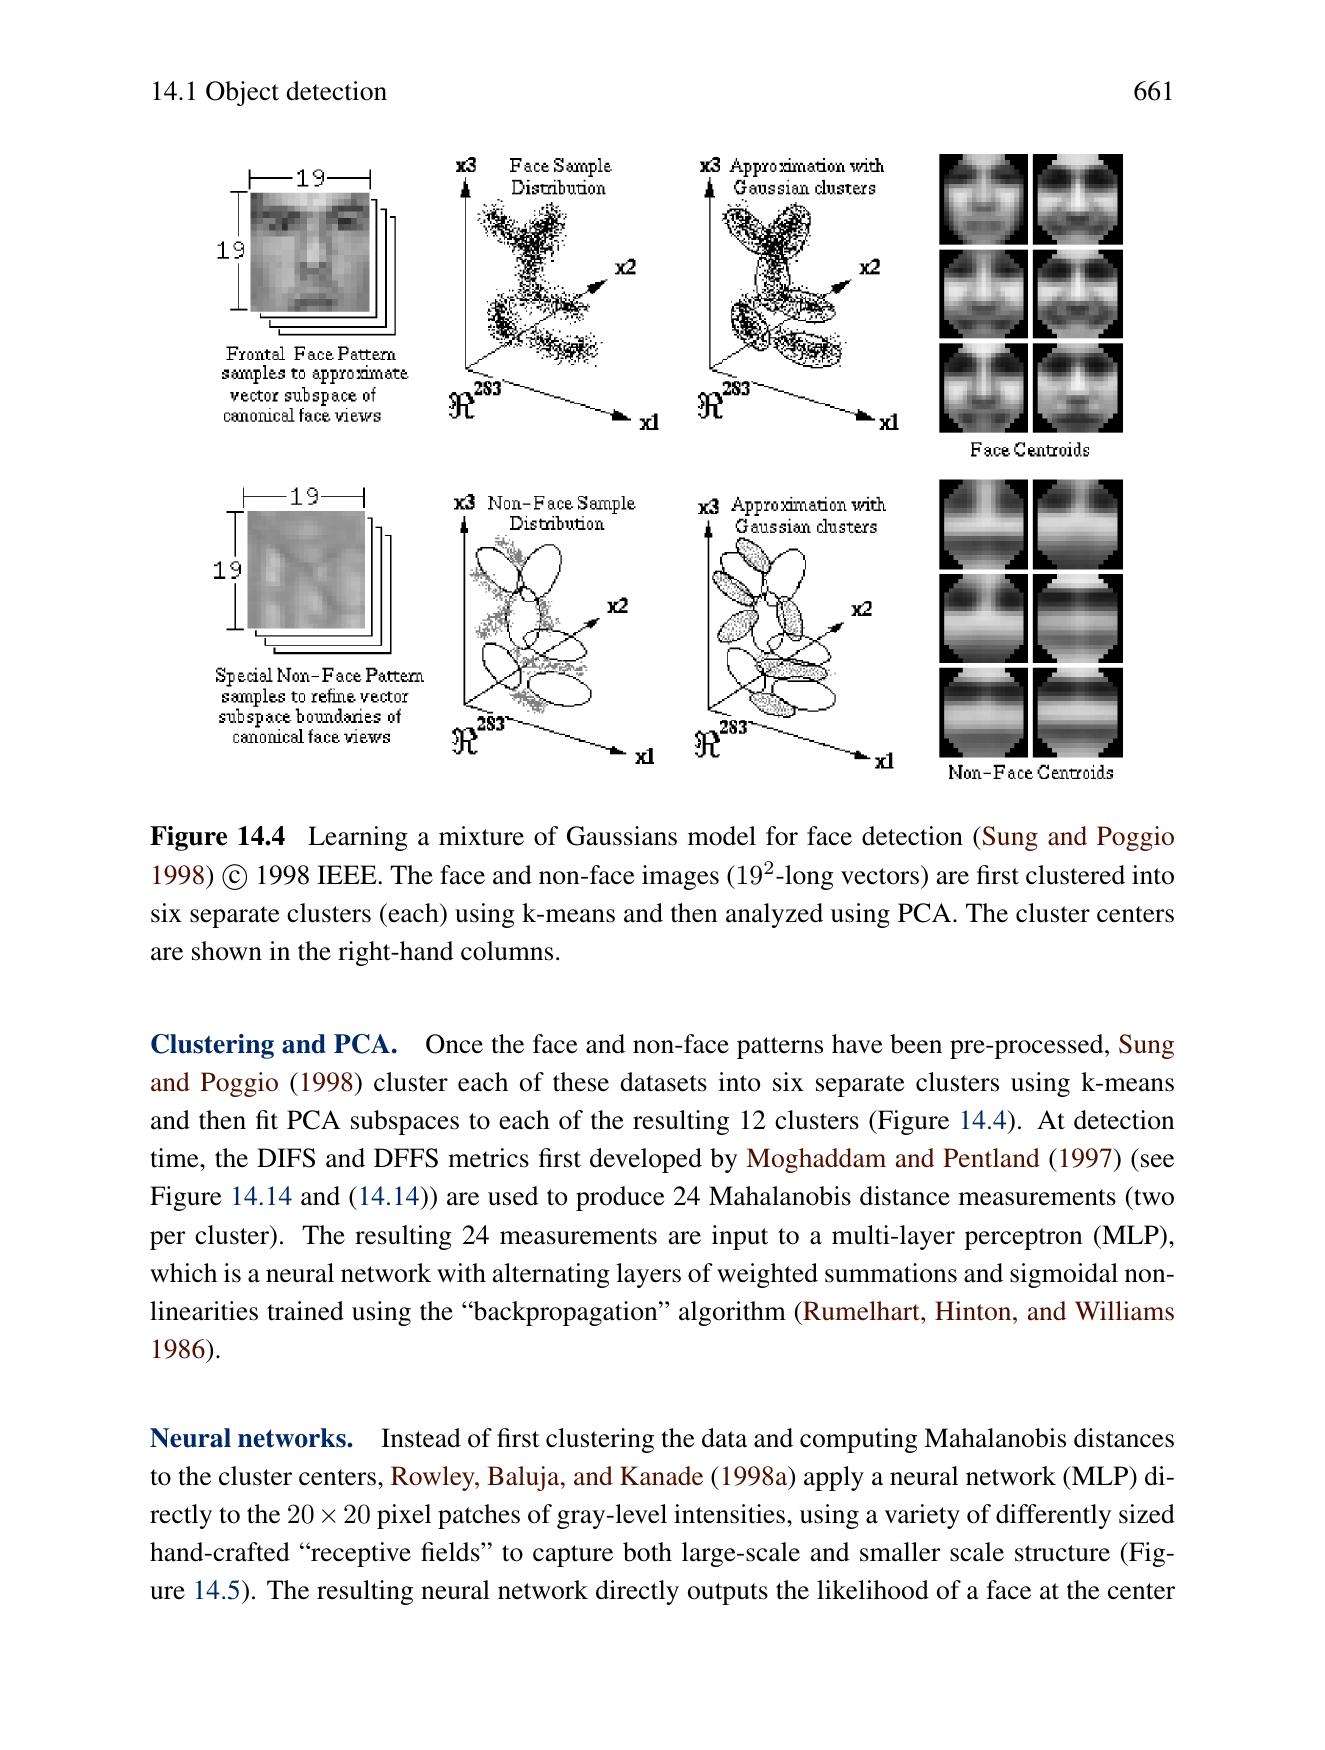 14.1 Object detection 661
19
19
Frontal Face Pattern
samples to approximate
vector subspace of
canonical face views
x3 Face Sample
Distribution
x2
ℜ283
x1
x3 Approximation with
Gaussian clusters
x2
ℜ283
x1
Face Centroids
19
19
Special Non-Face Pattern
samples to refine vector
subspace boundaries of
canonical face views
x3 Non-Face Sample
Distribution
x2
ℜ283
x1
x3 Approximation with
Gaussian clusters
x2
ℜ283
x1
Non-Face Centroids
Figure 14.4 Learning a mixture of Gaussians model for face detection (Sung and Poggio
1998) © 1998 IEEE. The face and non-face images (19²-long vectors) are first clustered into
six separate clusters (each) using k-means and then analyzed using PCA. The cluster centers
are shown in the right-hand columns.
Clustering and PCA. Once the face and non-face patterns have been pre-processed, Sung
and Poggio (1998) cluster each of these datasets into six separate clusters using k-means
and then fit PCA subspaces to each of the resulting 12 clusters (Figure 14.4). At detection
time, the DIFS and DFFS metrics first developed by Moghaddam and Pentland (1997) (see
Figure 14.14 and (14.14)) are used to produce 24 Mahalanobis distance measurements (two
per cluster). The resulting 24 measurements are input to a multi-layer perceptron (MLP),
which is a neural network with alternating layers of weighted summations and sigmoidal non-
linearities trained using the “backpropagation” algorithm (Rumelhart, Hinton, and Williams
1986).
Neural networks. Instead of first clustering the data and computing Mahalanobis distances
to the cluster centers, Rowley, Baluja, and Kanade (1998a) apply a neural network (MLP) di-
rectly to the 20 × 20 pixel patches of gray-level intensities, using a variety of differently sized
hand-crafted “receptive fields” to capture both large-scale and smaller scale structure (Fig-
ure 14.5). The resulting neural network directly outputs the likelihood of a face at the center